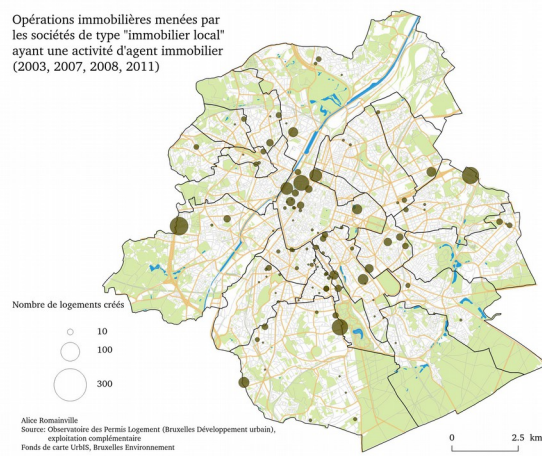 Opérations immobilières menées par
les sociétés de type "immobilier local"
ayant une activité d'agent immobilier
(2003, 2007, 2008, 2011)
Nombre de logements créés
10
100
300
Alice Romainville
Source: Observatoire des Permis Logement (Bruxelles Développement urbain),
exploitation complémentaire
Fonds de carte UrbIS, Bruxelles Environnement
0 2.5 km